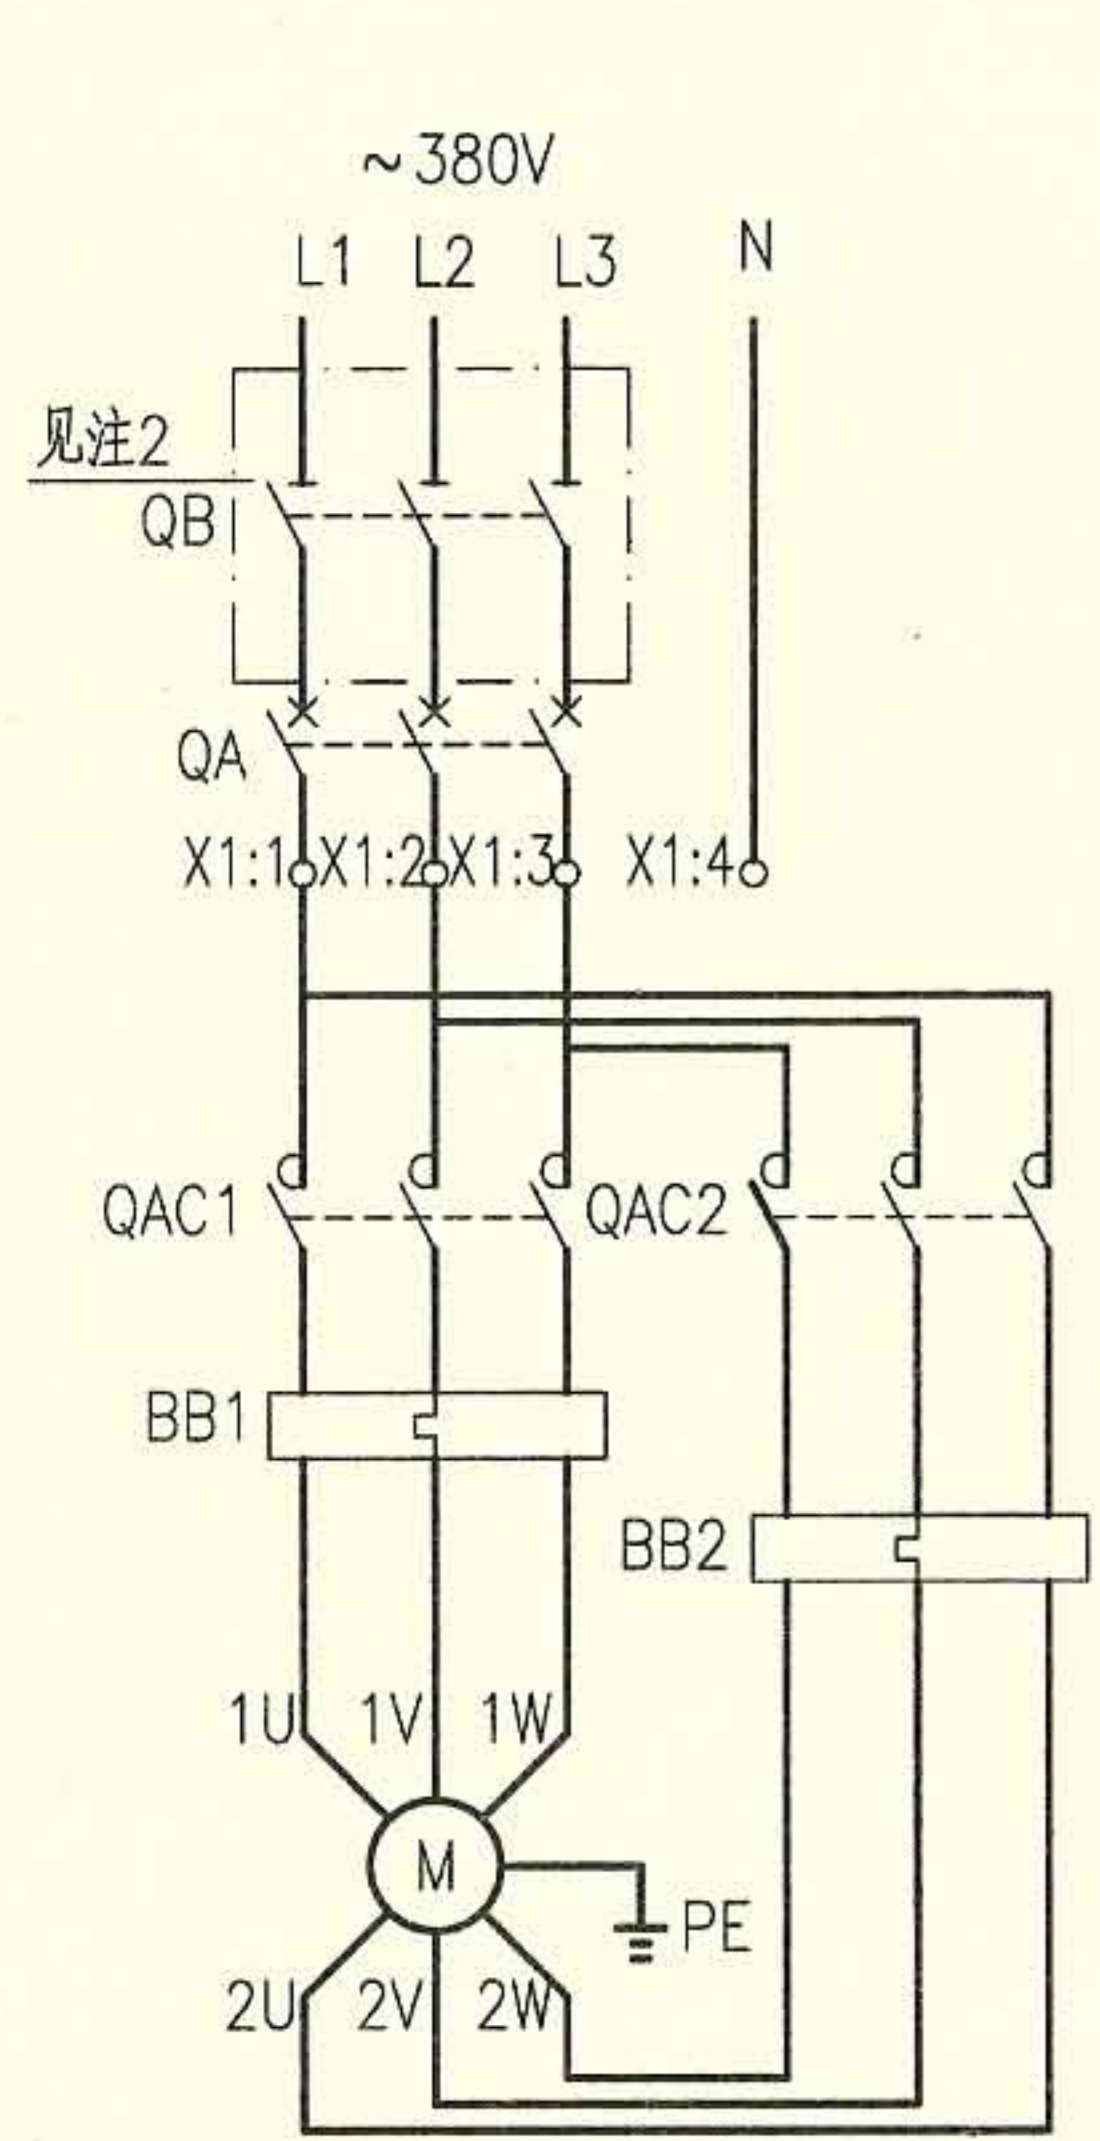 ~380V
L1 L2 L3 N
见注2
QB
QA
X1:1 X1:2 X1:3 X1:4
QAC1 QAC2
BB1
BB2
1U 1V 1W
M
PE
2U 2V 2W